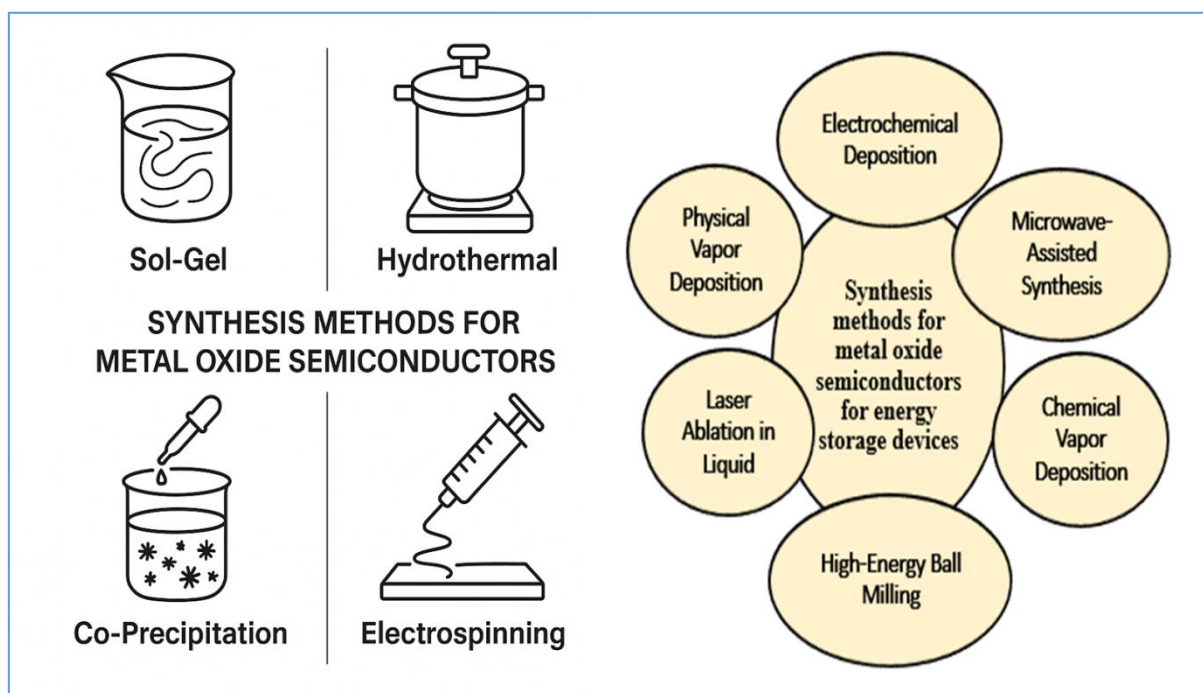 Sol-Gel
Hydrothermal
SYNTHESIS METHODS FOR
METAL OXIDE SEMICONDUCTORS
Co-Precipitation
Electrospinning
Electrochemical
Deposition
Physical
Vapor
Deposition
Microwave-
Assisted
Synthesis
Synthesis
methods for
metal oxide
semiconductors
for energy
storage devices
Laser
Ablation in
Liquid
Chemical
Vapor
Deposition
High-Energy Ball
Milling